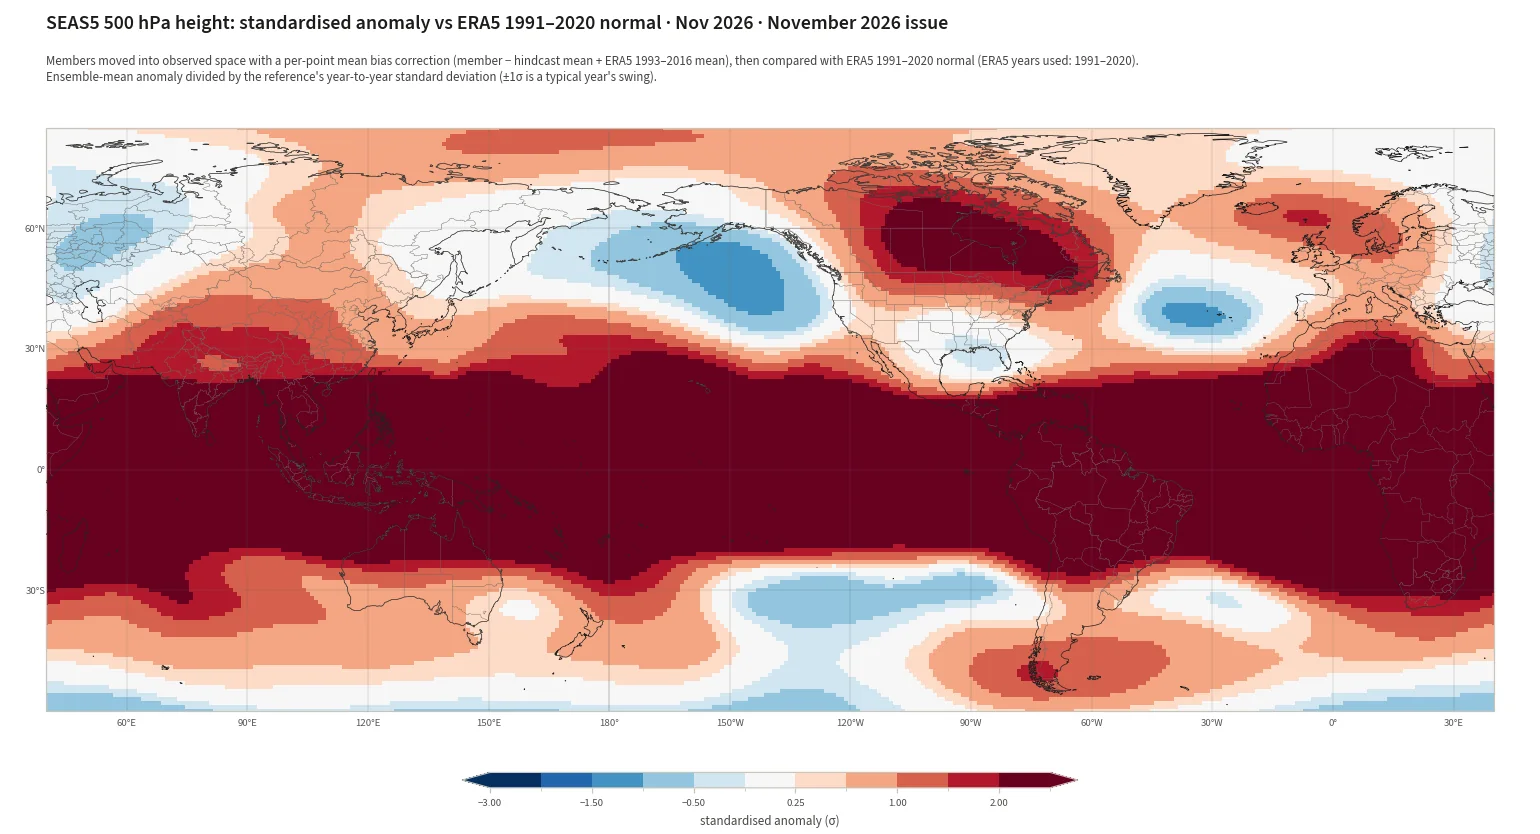 SEAS5 500 hPa height: standardised anomaly vs ERA5 1991–2020 normal · Nov 2026 · November 2026 issue
Members moved into observed space with a per-point mean bias correction (member − hindcast mean + ERA5 1993–2016 mean), then compared with ERA5 1991–2020 normal (ERA5 years used: 1991–2020).
Ensemble-mean anomaly divided by the reference's year-to-year standard deviation (±1σ is a typical year's swing).
60°N
30°N
0°
30°S
60°E 90°E 120°E 150°E 180° 150°W 120°W 90°W 60°W 30°W 0° 30°E
−3.00 −1.50 −0.50 0.25 1.00 2.00
standardised anomaly (σ)